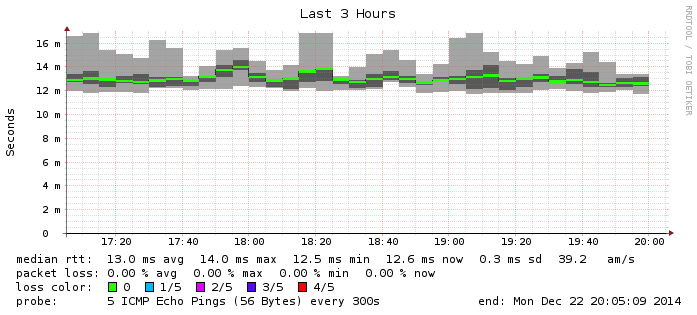 Last 3 Hours
RRDTOOL / TOBI OETIKER
Seconds
16 m
14 m
12 m
10 m
8 m
6 m
4 m
2 m
0
17:20 17:40 18:00 18:20 18:40 19:00 19:20 19:40 20:00
median rtt: 13.0 ms avg 14.0 ms max 12.5 ms min 12.6 ms now 0.3 ms sd 39.2 am/s
packet loss: 0.00 % avg 0.00 % max 0.00 % min 0.00 % now
loss color: 0 1/5 2/5 3/5 4/5
probe: 5 ICMP Echo Pings (56 Bytes) every 300s end: Mon Dec 22 20:05:09 2014